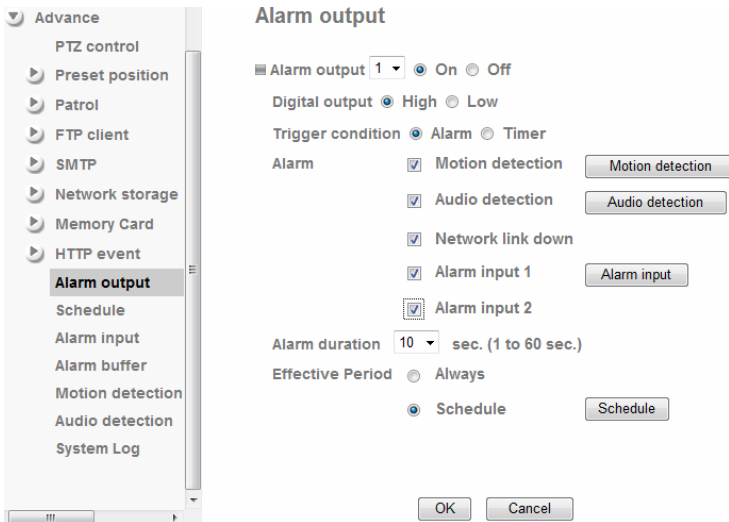 Advance
PTZ control
Preset position
Patrol
FTP client
SMTP
Network storage
Memory Card
HTTP event
Alarm output
Schedule
Alarm input
Alarm buffer
Motion detection
Audio detection
System Log
Alarm output
Alarm output 1 On Off
Digital output High Low
Trigger condition Alarm Timer
Alarm Motion detection Motion detection
Audio detection Audio detection
Network link down
Alarm input 1 Alarm input
Alarm input 2
Alarm duration 10 sec. (1 to 60 sec.)
Effective Period Always
Schedule Schedule
OK Cancel